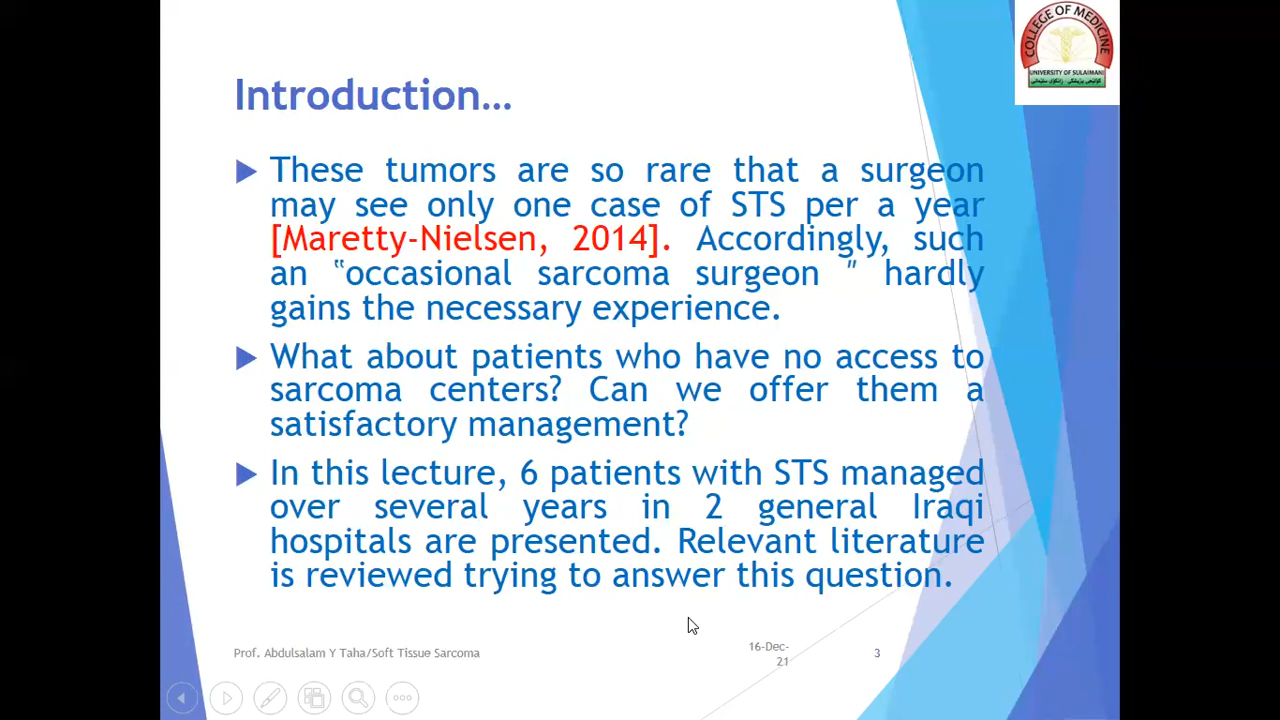 COLLEGE OF MEDICINE
UNIVERSITY OF SULAIMANI
Introduction…
These tumors are so rare that a surgeon
may see only one case of STS per a year
[Maretty-Nielsen, 2014]. Accordingly, such
an “occasional sarcoma surgeon ” hardly
gains the necessary experience.
What about patients who have no access to
sarcoma centers? Can we offer them a
satisfactory management?
In this lecture, 6 patients with STS managed
over several years in 2 general Iraqi
hospitals are presented. Relevant literature
is reviewed trying to answer this question.
Prof. Abdulsalam Y Taha/Soft Tissue Sarcoma
16-Dec-
21
3